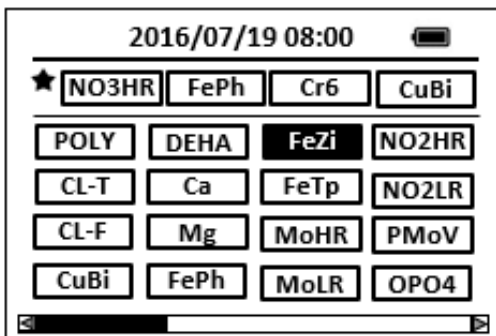 2016/07/19 08:00
NO3HR FePh Cr6 CuBi
POLY DEHA FeZi NO2HR
CL-T Ca FeTp NO2LR
CL-F Mg MoHR PMoV
CuBi FePh MoLR OPO4